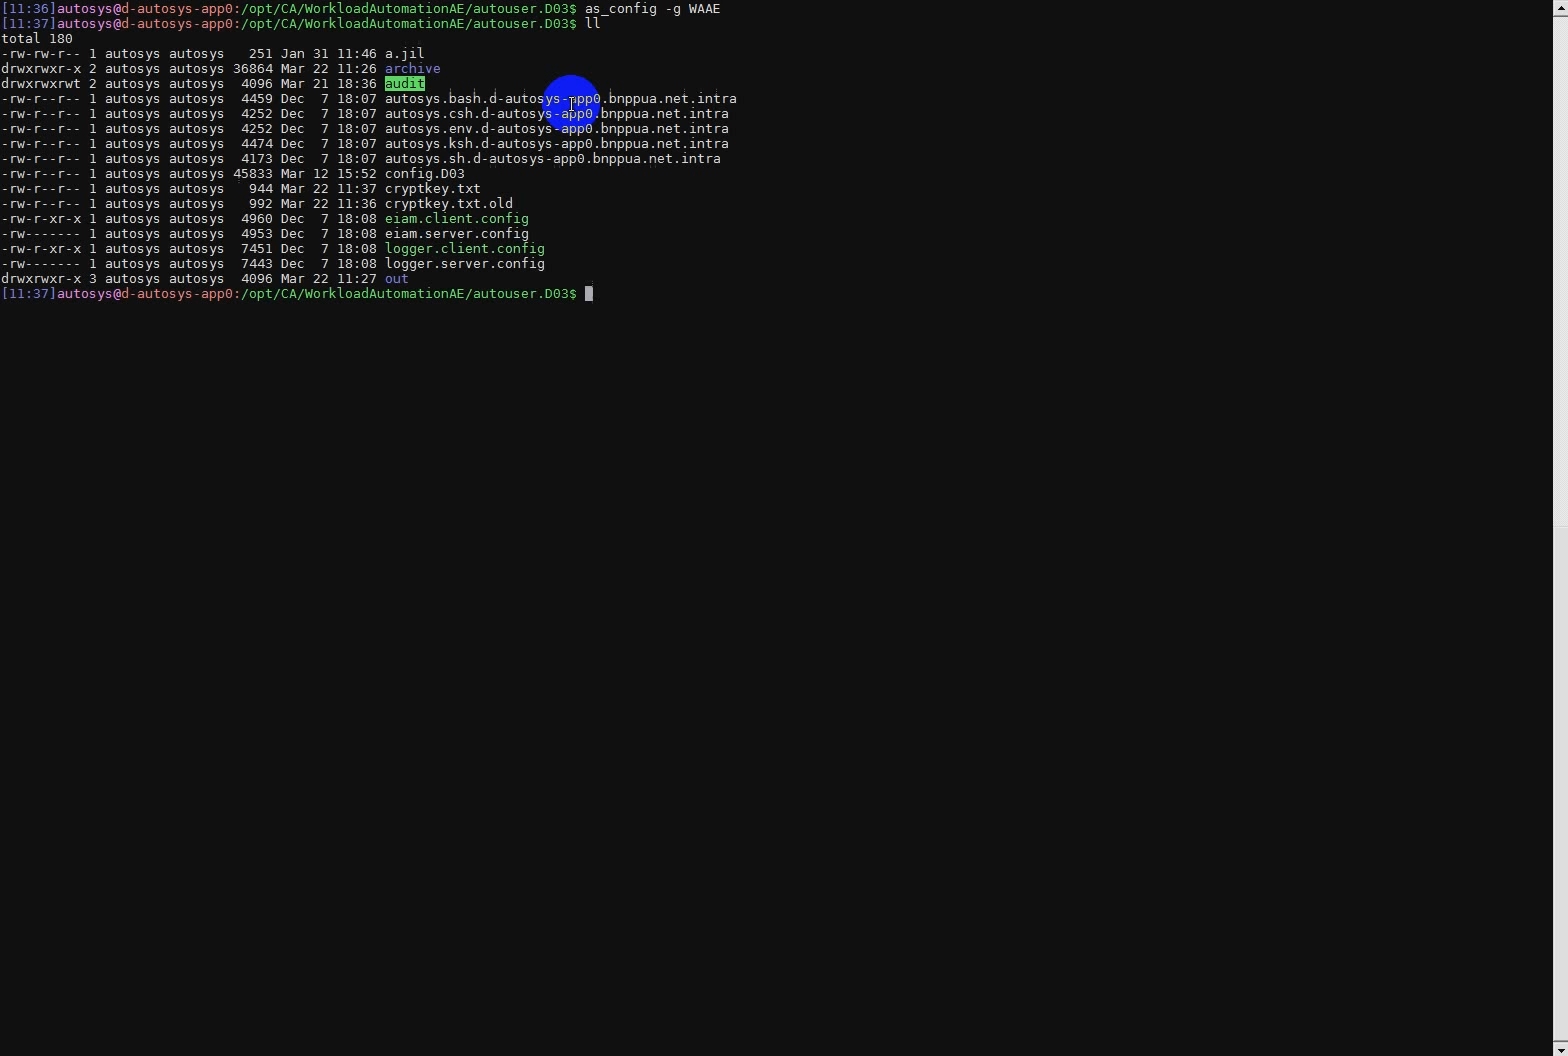 [11:36]autosys@d-autosys-app0:/opt/CA/WorkloadAutomationAE/autouser.D03$ as_config -g WAAE
[11:37]autosys@d-autosys-app0:/opt/CA/WorkloadAutomationAE/autouser.D03$ ll
total 180
-rw-rw-r-- 1 autosys autosys   251 Jan 31 11:46 a.jil
drwxrwxr-x 2 autosys autosys 36864 Mar 22 11:26 archive
drwxrwxrwt 2 autosys autosys  4096 Mar 21 18:36 audit
-rw-r--r-- 1 autosys autosys  4459 Dec  7 18:07 autosys.bash.d-autosys-app0.bnppua.net.intra
-rw-r--r-- 1 autosys autosys  4252 Dec  7 18:07 autosys.csh.d-autosys-app0.bnppua.net.intra
-rw-r--r-- 1 autosys autosys  4252 Dec  7 18:07 autosys.env.d-autosys-app0.bnppua.net.intra
-rw-r--r-- 1 autosys autosys  4474 Dec  7 18:07 autosys.ksh.d-autosys-app0.bnppua.net.intra
-rw-r--r-- 1 autosys autosys  4173 Dec  7 18:07 autosys.sh.d-autosys-app0.bnppua.net.intra
-rw-r--r-- 1 autosys autosys 45833 Mar 12 15:52 config.D03
-rw-r--r-- 1 autosys autosys   944 Mar 22 11:37 cryptkey.txt
-rw-r--r-- 1 autosys autosys   992 Mar 22 11:36 cryptkey.txt.old
-rw-r-xr-x 1 autosys autosys  4960 Dec  7 18:08 eiam.client.config
-rw------- 1 autosys autosys  4953 Dec  7 18:08 eiam.server.config
-rw-r-xr-x 1 autosys autosys  7451 Dec  7 18:08 logger.client.config
-rw------- 1 autosys autosys  7443 Dec  7 18:08 logger.server.config
drwxrwxr-x 3 autosys autosys  4096 Mar 22 11:27 out
[11:37]autosys@d-autosys-app0:/opt/CA/WorkloadAutomationAE/autouser.D03$